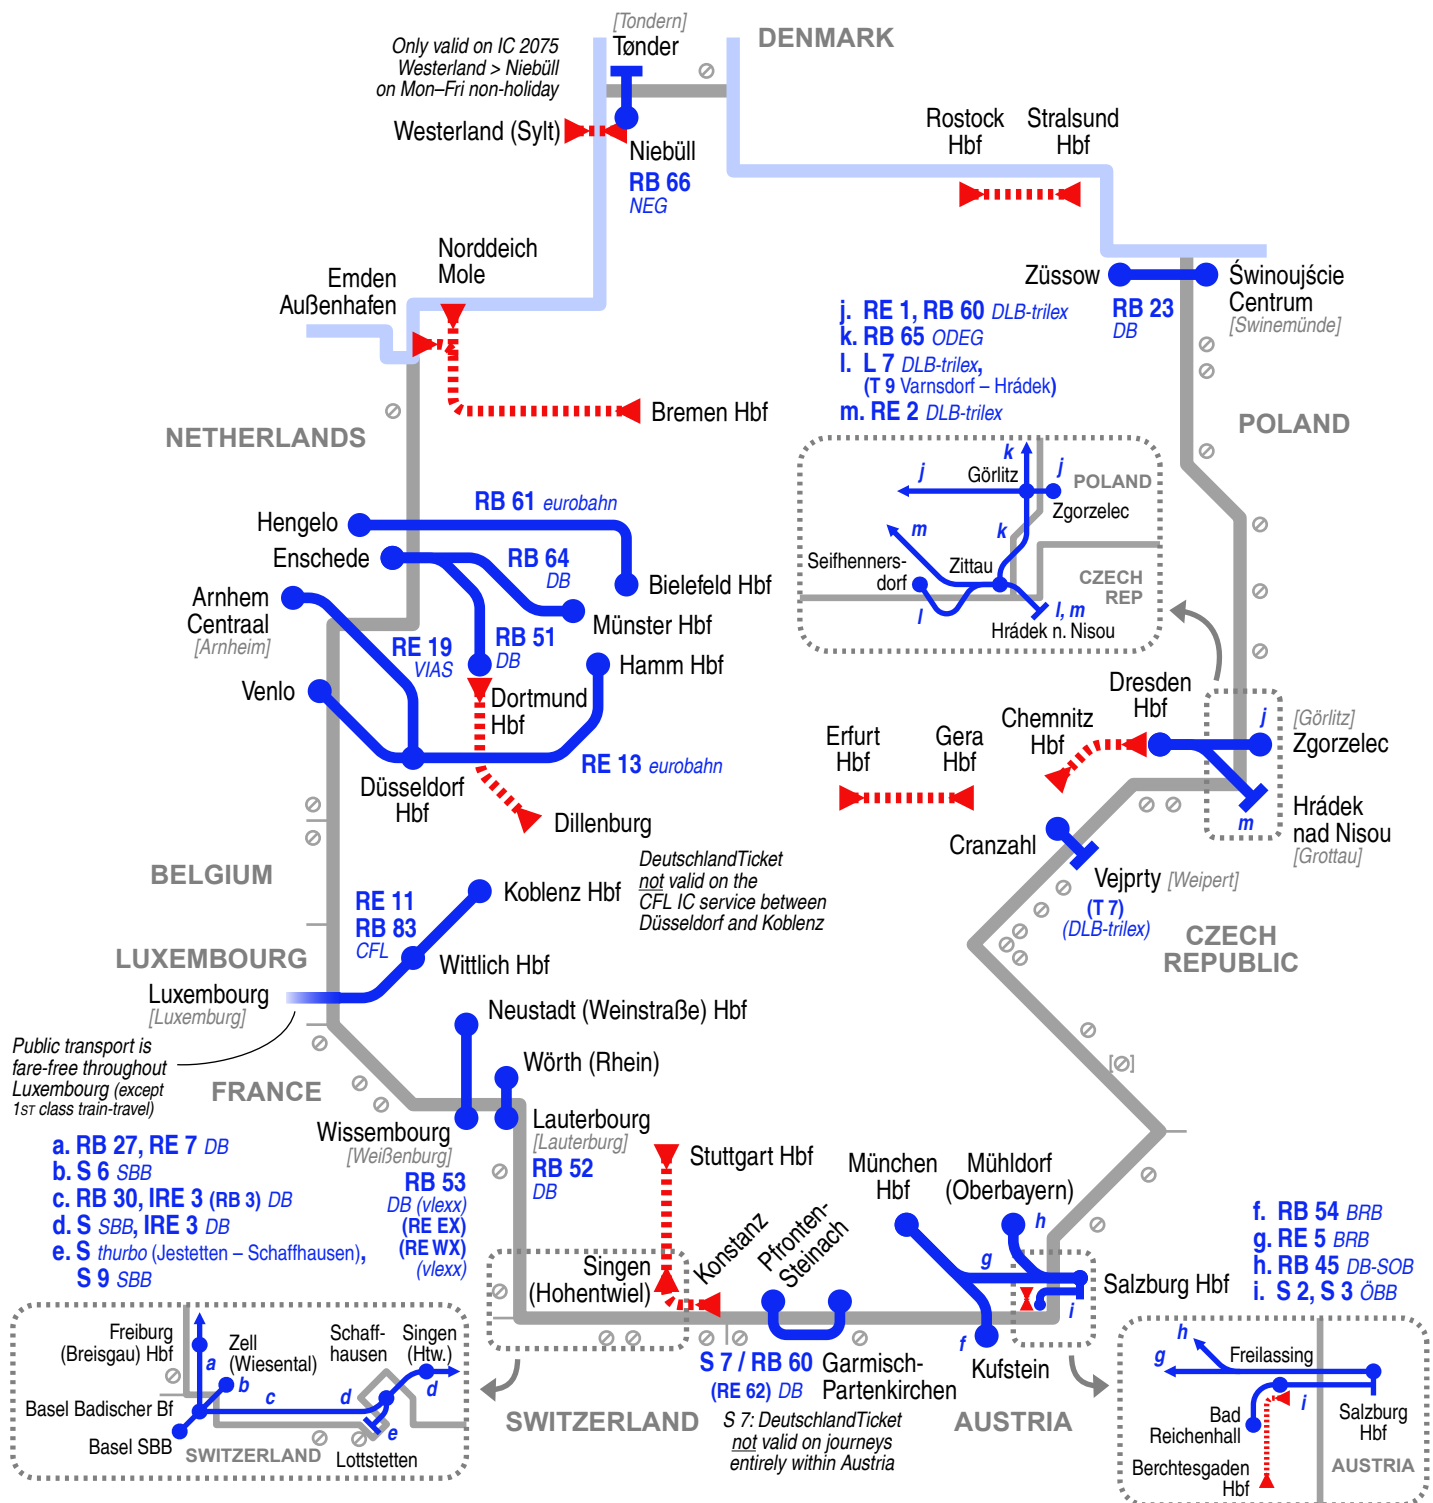 [Tondern]
Tønder
DENMARK
Only valid on IC 2075
Westerland > Niebüll
on Mon–Fri non-holiday
Westerland (Sylt)
Niebüll
RB 66
NEG
Rostock
Hbf
Stralsund
Hbf
Norddeich
Mole
Emden
Außenhafen
Bremen Hbf
NETHERLANDS
Züssow
RB 23
DB
Świnoujście
Centrum
[Swinemünde]
j. RE 1, RB 60 DLB-trilex
k. RB 65 ODEG
l. L 7 DLB-trilex,
(T 9 Varnsdorf – Hrádek)
m. RE 2 DLB-trilex
POLAND
k
j
Görlitz
j
POLAND
Zgorzelec
m
k
Seifhenners-
dorf
Zittau
CZECH
REP
l
l, m
Hrádek n. Nisou
RB 61 eurobahn
Hengelo
Enschede
RB 64
DB
Bielefeld Hbf
Arnhem
Centraal
[Arnheim]
Münster Hbf
RE 19
VIAS
RB 51
DB
Hamm Hbf
Venlo
Dortmund
Hbf
RE 13 eurobahn
Düsseldorf
Hbf
Dillenburg
Dresden
Hbf
Chemnitz
Hbf
j
[Görlitz]
Zgorzelec
Erfurt
Hbf
Gera
Hbf
m
Hrádek
nad Nisou
[Grottau]
Cranzahl
Vejprty [Weipert]
(T 7)
(DLB-trilex)
CZECH
REPUBLIC
BELGIUM
DeutschlandTicket
not valid on the
CFL IC service between
Düsseldorf and Koblenz
Koblenz Hbf
RE 11
RB 83
CFL
Wittlich Hbf
LUXEMBOURG
Luxembourg
[Luxemburg]
Public transport is
fare-free throughout
Luxembourg (except
1ST class train-travel)
Neustadt (Weinstraße) Hbf
Wörth (Rhein)
FRANCE
Wissembourg
[Weißenburg]
RB 53
DB (vlexx)
(RE EX)
(RE WX)
(vlexx)
Lauterbourg
[Lauterburg]
RB 52
DB
[⊘]
a. RB 27, RE 7 DB
b. S 6 SBB
c. RB 30, IRE 3 (RB 3) DB
d. S SBB, IRE 3 DB
e. S thurbo (Jestetten – Schaffhausen),
S 9 SBB
Stuttgart Hbf
Singen
(Hohentwiel)
Konstanz
Pfronten-
Steinach
S 7 / RB 60
(RE 62) DB
Garmisch-
Partenkirchen
S 7: DeutschlandTicket
not valid on journeys
entirely within Austria
München
Hbf
Mühldorf
(Oberbayern)
h
g
f
i
Salzburg Hbf
Kufstein
f. RB 54 BRB
g. RE 5 BRB
h. RB 45 DB-SOB
i. S 2, S 3 ÖBB
SWITZERLAND
AUSTRIA
Freiburg
(Breisgau) Hbf
a
Zell
(Wiesental)
b
Schaff-
hausen
Singen
(Htw.)
d
c
d
e
Basel Badischer Bf
Basel SBB
SWITZERLAND
Lottstetten
h
g
Freilassing
i
Bad
Reichenhall
Salzburg
Hbf
Berchtesgaden
Hbf
AUSTRIA